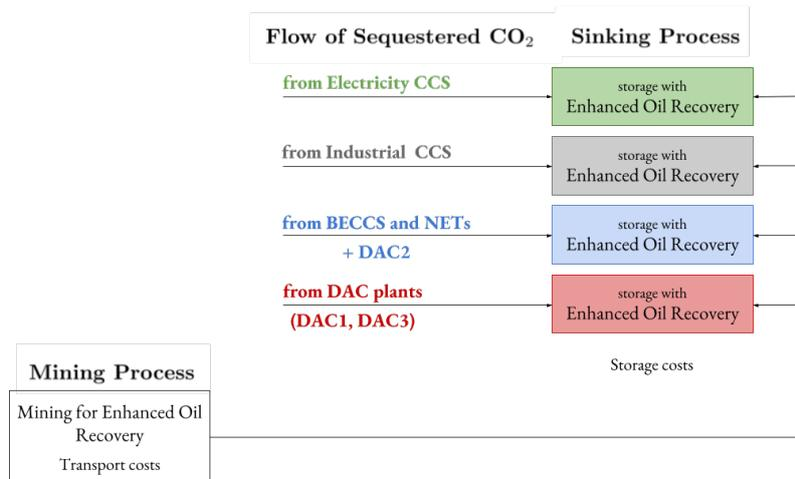 Flow of Sequestered CO₂
Sinking Process
from Electricity CCS
storage with
Enhanced Oil Recovery
from Industrial CCS
storage with
Enhanced Oil Recovery
from BECCS and NETs
+ DAC2
storage with
Enhanced Oil Recovery
from DAC plants
(DAC1, DAC3)
storage with
Enhanced Oil Recovery
Storage costs
Mining Process
Mining for Enhanced Oil
Recovery
Transport costs